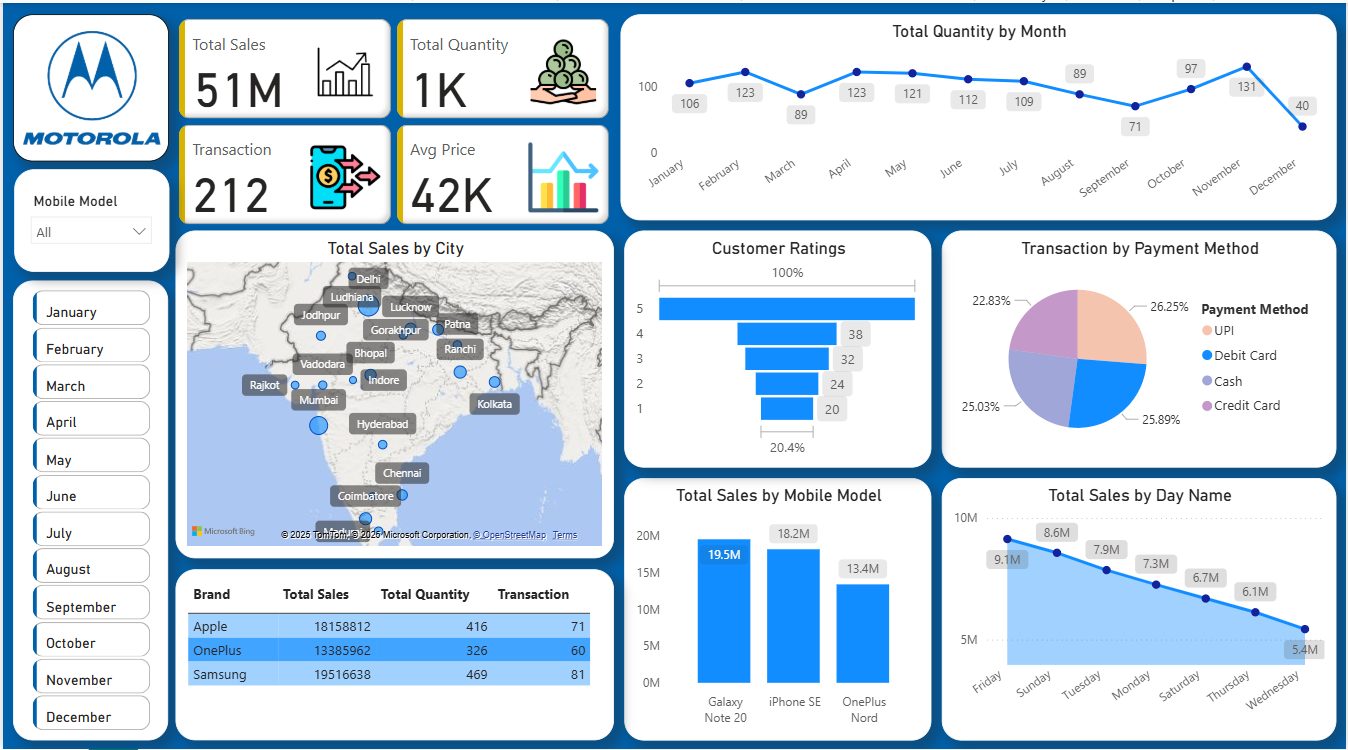 MOTOROLA
Mobile Model
All
January
February
March
April
May
June
July
August
September
October
November
December
Total Sales
51M
Total Quantity
1K
Transaction
212
Avg Price
42K
Total Quantity by Month
100
0
106
123
89
123
121
112
109
89
71
97
131
40
January
February
March
April
May
June
July
August
September
October
November
December
Total Sales by City
Delhi
Ludhiana
Lucknow
Jodhpur
Gorakhpur
Patna
Bhopal
Ranchi
Vadodara
Rajkot
Indore
Mumbai
Kolkata
Hyderabad
Chennai
Coimbatore
Microsoft Bing
© 2025 TomTom, © 2025 Microsoft Corporation, © OpenStreetMap Terms
Customer Ratings
100%
5
4 38
3 32
2 24
1 20
20.4%
Transaction by Payment Method
22.83%
26.25%
25.03%
25.89%
Payment Method
UPI
Debit Card
Cash
Credit Card
Brand Total Sales Total Quantity Transaction
Apple 18158812 416 71
OnePlus 13385962 326 60
Samsung 19516638 469 81
Total Sales by Mobile Model
20M
15M
10M
5M
0M
19.5M
18.2M
13.4M
Galaxy
Note 20
iPhone SE
OnePlus
Nord
Total Sales by Day Name
10M
5M
9.1M
8.6M
7.9M
7.3M
6.7M
6.1M
5.4M
Friday
Sunday
Tuesday
Monday
Saturday
Thursday
Wednesday